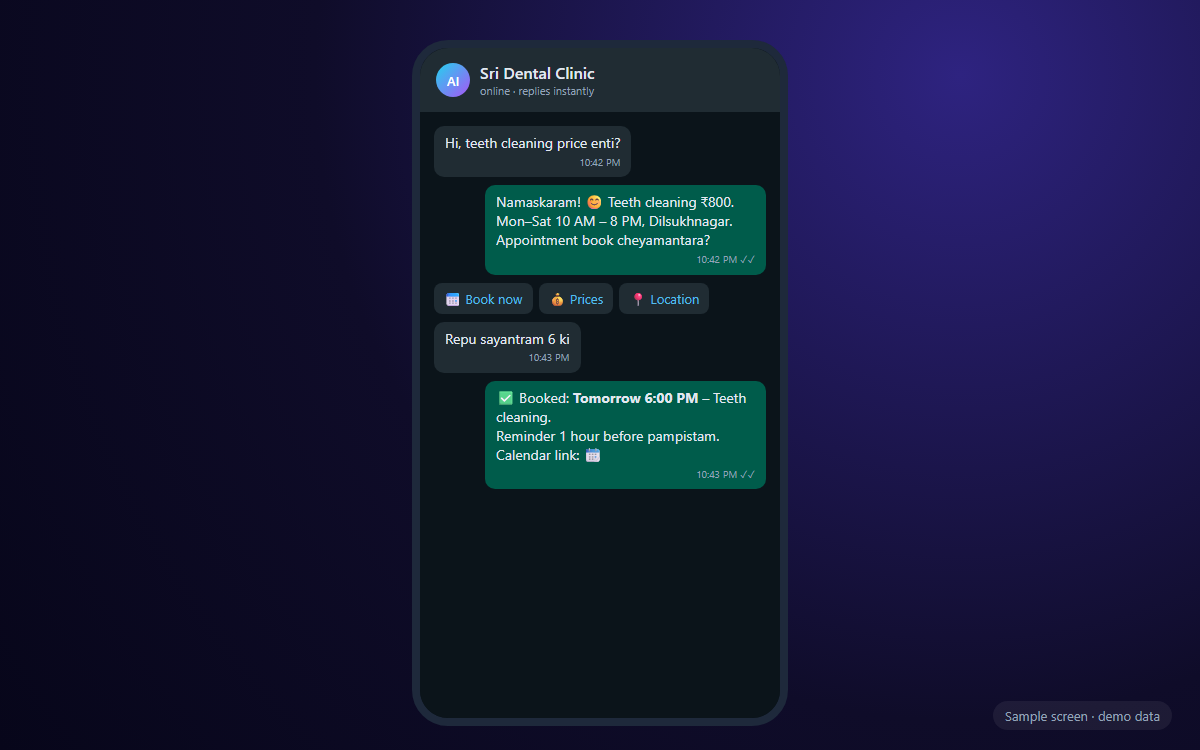 AI
Sri Dental Clinic
online · replies instantly
Hi, teeth cleaning price enti?
10:42 PM
Namaskaram! 😊 Teeth cleaning ₹800.
Mon–Sat 10 AM – 8 PM, Dilsukhnagar.
Appointment book cheyamantara?
10:42 PM ✓✓
🗓️ Book now 💰 Prices 📍 Location
Repu sayantram 6 ki
10:43 PM
✅ Booked: Tomorrow 6:00 PM – Teeth
cleaning.
Reminder 1 hour before pampistam.
Calendar link: 🗓️
10:43 PM ✓✓
Sample screen · demo data